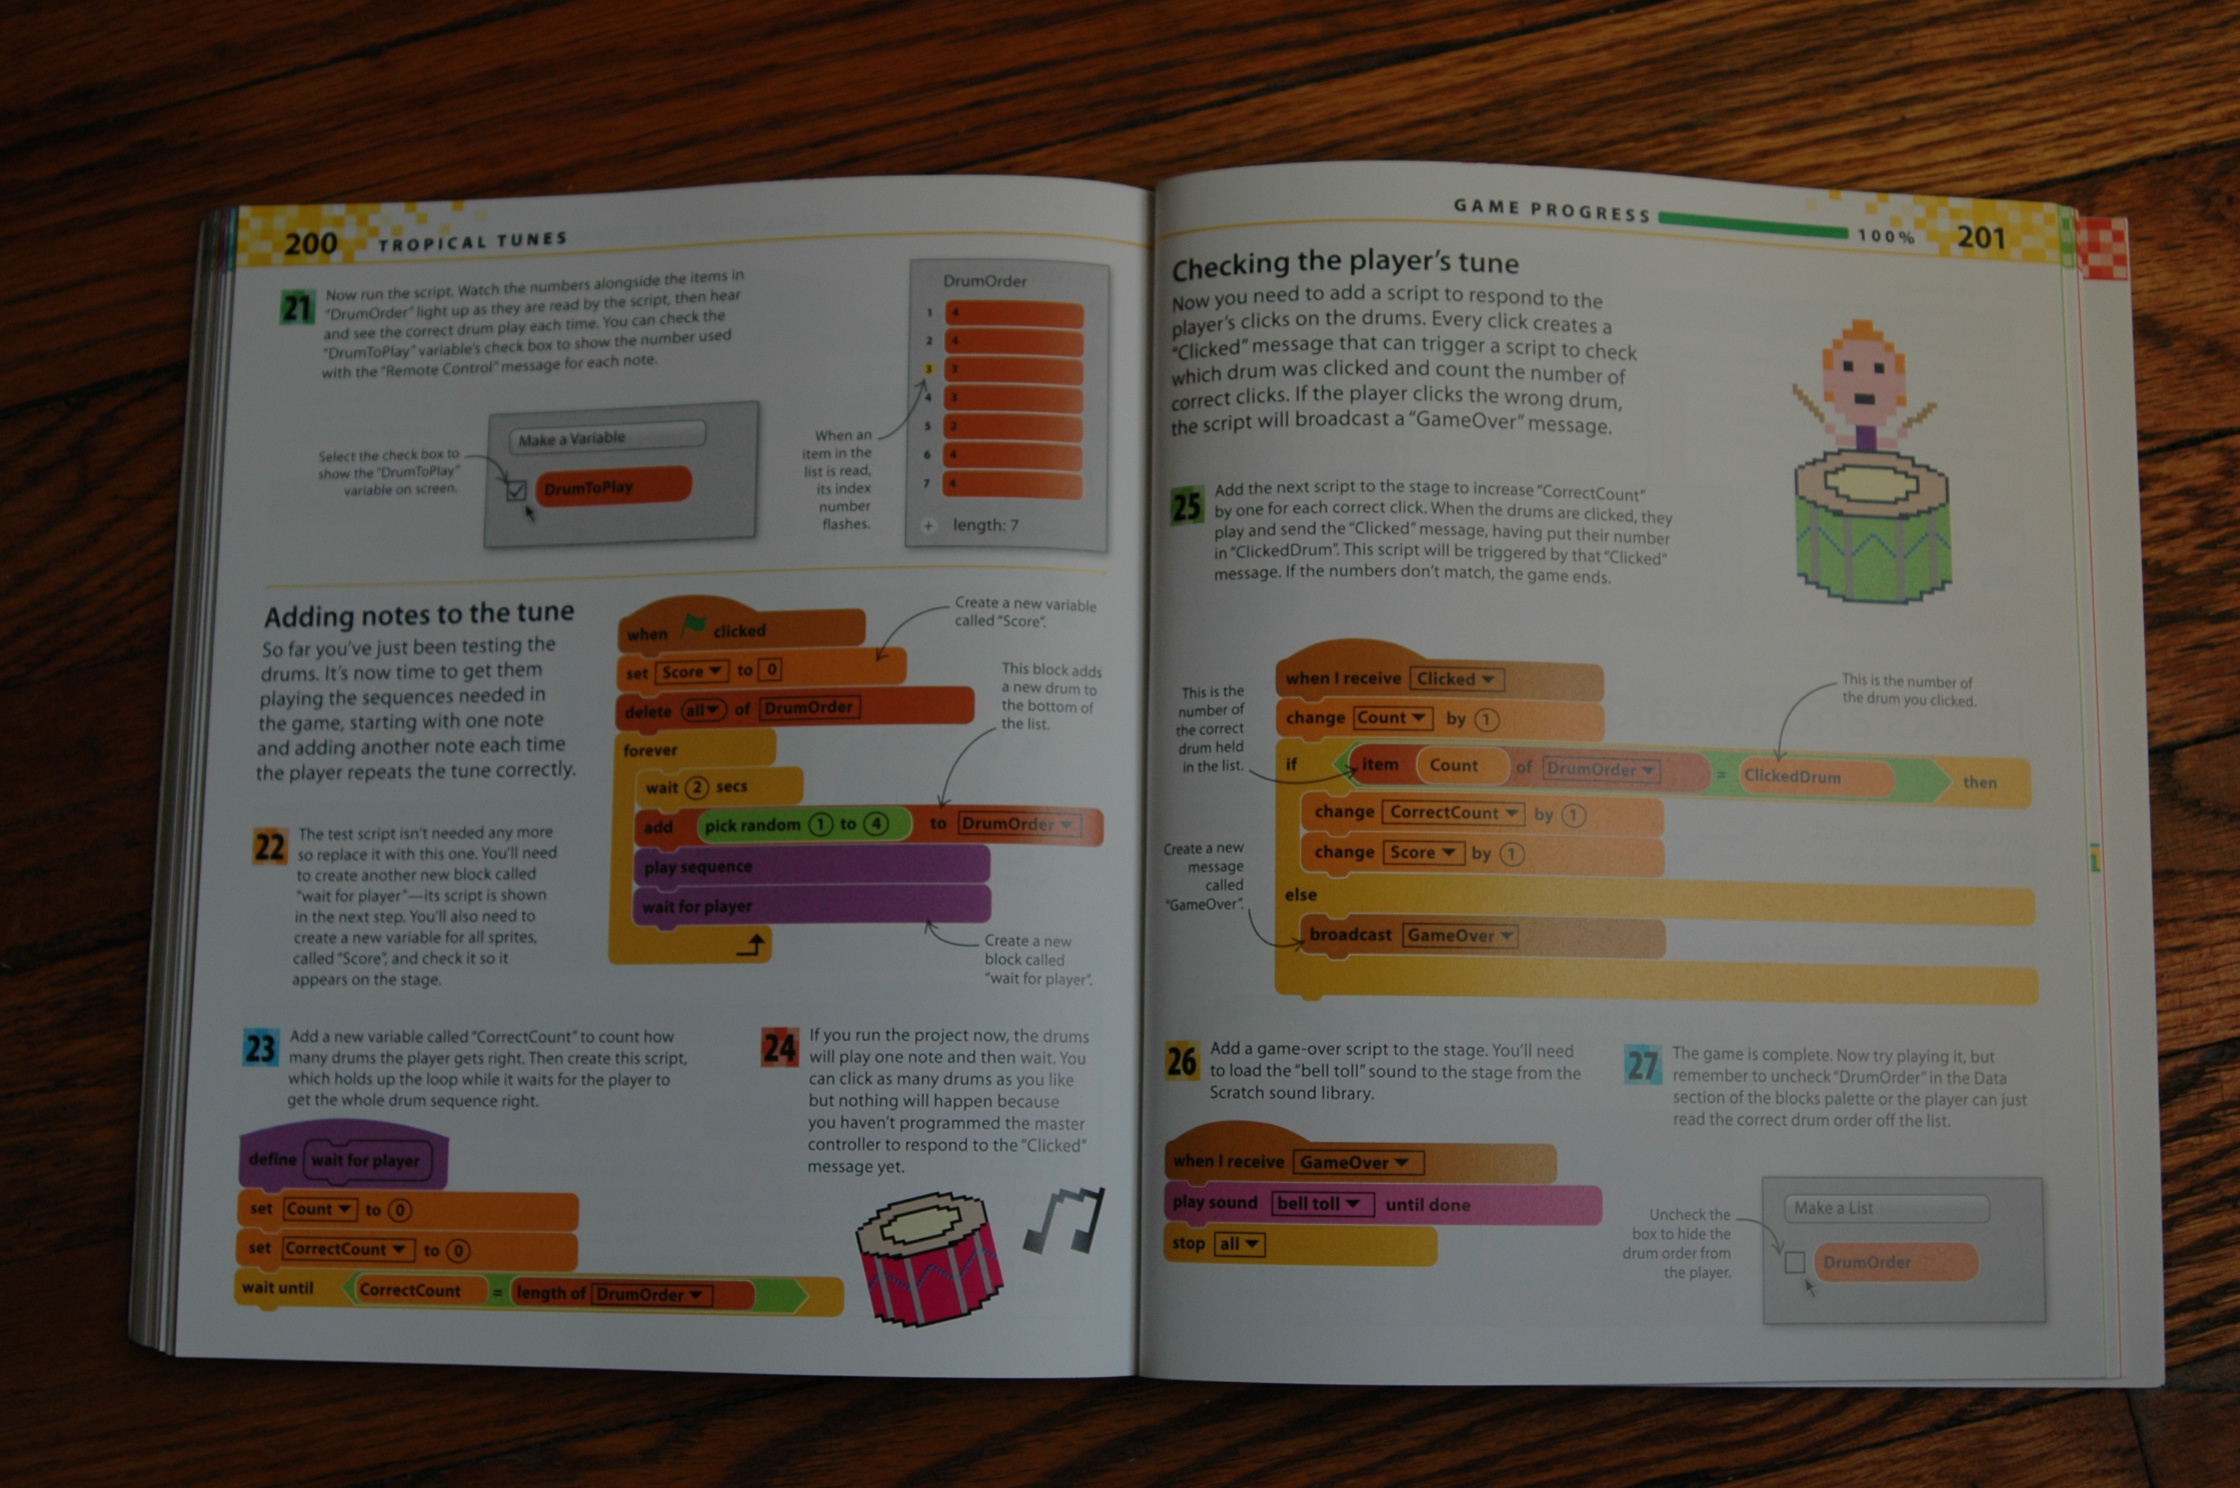 200
TROPICAL TUNES
21
Now run the script. Watch the numbers alongside the items in
"DrumOrder" light up as they are read by the script, then hear
and see the correct drum play each time. You can check the
"DrumToPlay" variable's check box to show the number used
with the "Remote Control" message for each note.
Make a Variable
DrumToPlay
Select the check box to
show the "DrumToPlay"
variable on screen.
DrumOrder
1 4
2 4
3 3
4 3
5 2
6 4
7 4
+ length: 7
When an
item in the
list is read,
its index
number
flashes.
Adding notes to the tune
So far you've just been testing the
drums. It's now time to get them
playing the sequences needed in
the game, starting with one note
and adding another note each time
the player repeats the tune correctly.
22
The test script isn't needed any more
so replace it with this one. You'll need
to create another new block called
"wait for player"—its script is shown
in the next step. You'll also need to
create a new variable for all sprites,
called "Score", and check it so it
appears on the stage.
when clicked
set Score to 0
delete all of DrumOrder
forever
wait 2 secs
add pick random 1 to 4 to DrumOrder
play sequence
wait for player
Create a new variable
called "Score".
This block adds
a new drum to
the bottom of
the list.
Create a new
block called
"wait for player".
23
Add a new variable called "CorrectCount" to count how
many drums the player gets right. Then create this script,
which holds up the loop while it waits for the player to
get the whole drum sequence right.
define wait for player
set Count to 0
set CorrectCount to 0
wait until CorrectCount = length of DrumOrder
24
If you run the project now, the drums
will play one note and then wait. You
can click as many drums as you like
but nothing will happen because
you haven't programmed the master
controller to respond to the "Clicked"
message yet.
GAME PROGRESS 100% 201
Checking the player's tune
Now you need to add a script to respond to the
player's clicks on the drums. Every click creates a
"Clicked" message that can trigger a script to check
which drum was clicked and count the number of
correct clicks. If the player clicks the wrong drum,
the script will broadcast a "GameOver" message.
25
Add the next script to the stage to increase "CorrectCount"
by one for each correct click. When the drums are clicked, they
play and send the "Clicked" message, having put their number
in "ClickedDrum". This script will be triggered by that "Clicked"
message. If the numbers don't match, the game ends.
when I receive Clicked
change Count by 1
if item Count of DrumOrder = ClickedDrum then
change CorrectCount by 1
change Score by 1
else
broadcast GameOver
This is the number of
the drum you clicked.
This is the
number of
the correct
drum held
in the list.
Create a new
message
called
"GameOver".
26
Add a game-over script to the stage. You'll need
to load the "bell toll" sound to the stage from the
Scratch sound library.
when I receive GameOver
play sound bell toll until done
stop all
27
The game is complete. Now try playing it, but
remember to uncheck "DrumOrder" in the Data
section of the blocks palette or the player can just
read the correct drum order off the list.
Make a List
DrumOrder
Uncheck the
box to hide the
drum order from
the player.